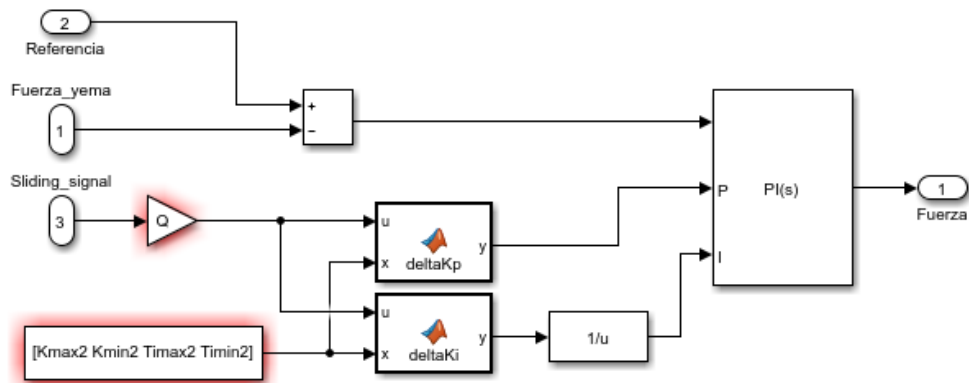 2
Referencia
Fuerza_yema
1
+
−
Sliding_signal
3
Q
u
x
y
deltaKp
u
x
y
deltaKi
[Kmax2 Kmin2 Timax2 Timin2]
1/u
P
I
PI(s)
1
Fuerza